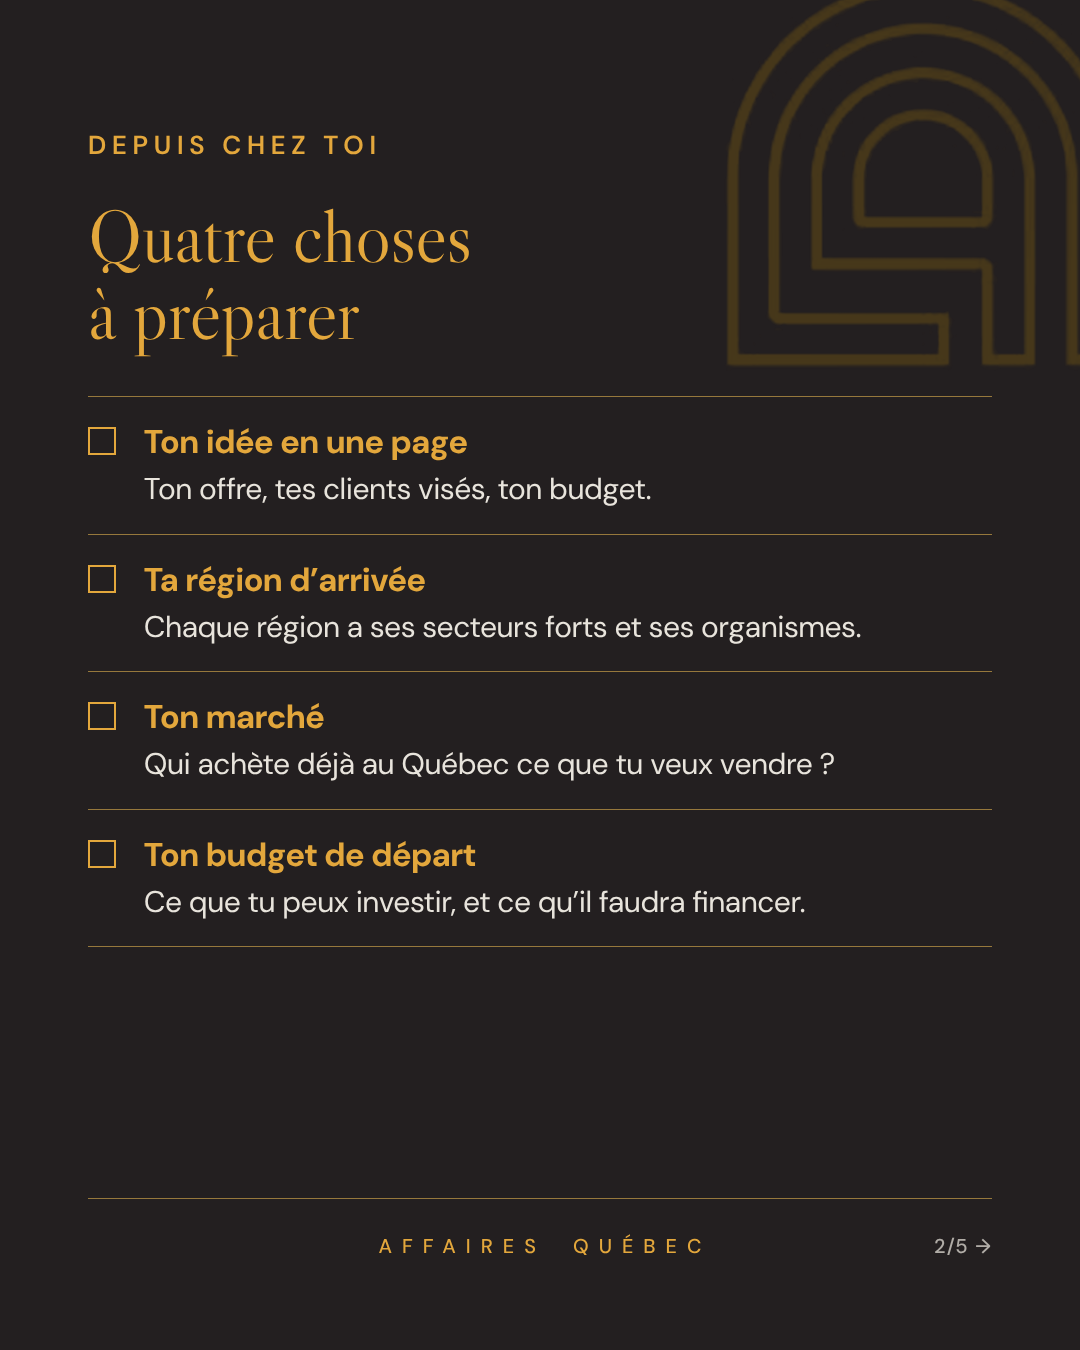 DEPUIS CHEZ TOI
Quatre choses
à préparer
Ton idée en une page
Ton offre, tes clients visés, ton budget.
Ta région d’arrivée
Chaque région a ses secteurs forts et ses organismes.
Ton marché
Qui achète déjà au Québec ce que tu veux vendre ?
Ton budget de départ
Ce que tu peux investir, et ce qu’il faudra financer.
AFFAIRES QUÉBEC
2/5 →